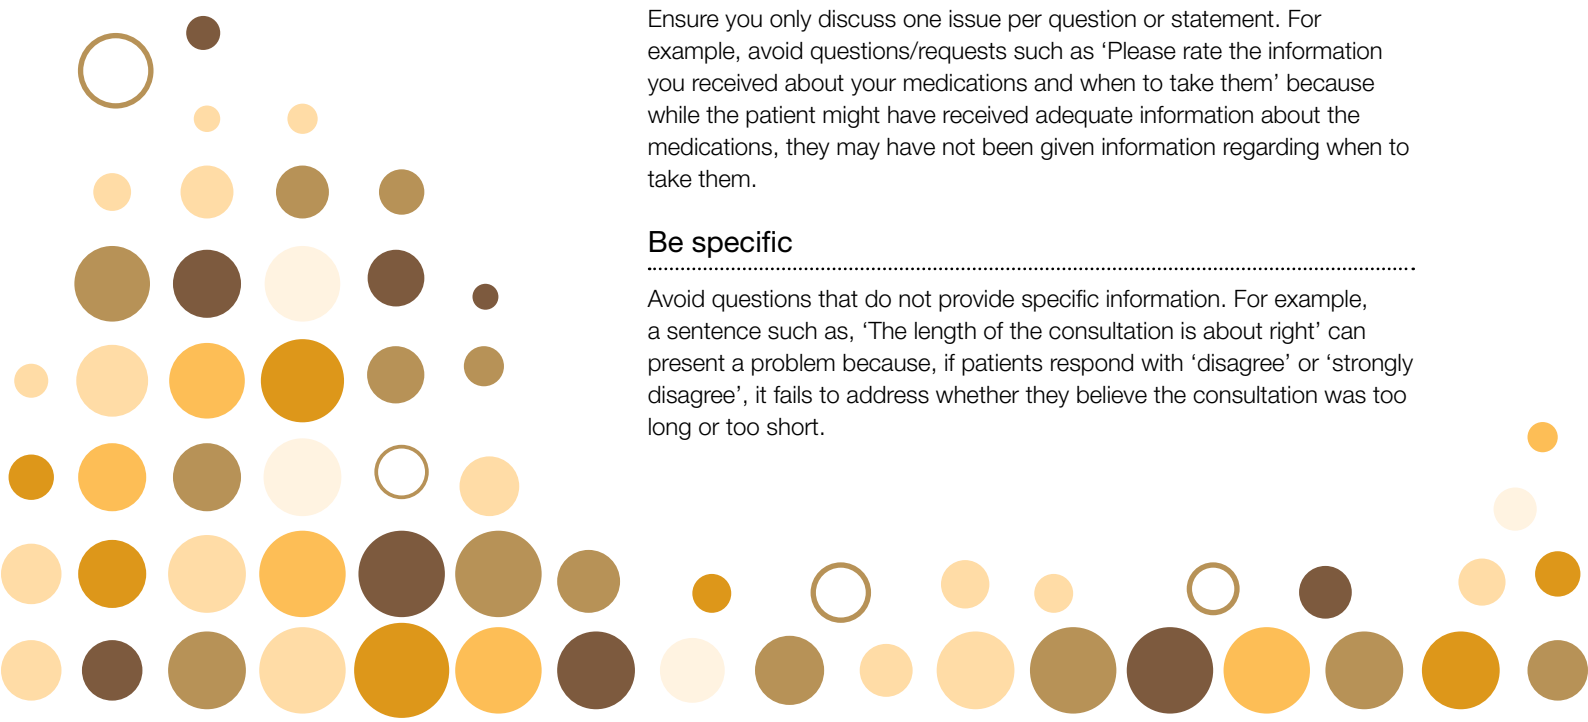 Ensure you only discuss one issue per question or statement. For
example, avoid questions/requests such as ‘Please rate the information
you received about your medications and when to take them’ because
while the patient might have received adequate information about the
medications, they may have not been given information regarding when to
take them.
Be specific
Avoid questions that do not provide specific information. For example,
a sentence such as, ‘The length of the consultation is about right’ can
present a problem because, if patients respond with ‘disagree’ or ‘strongly
disagree’, it fails to address whether they believe the consultation was too
long or too short.